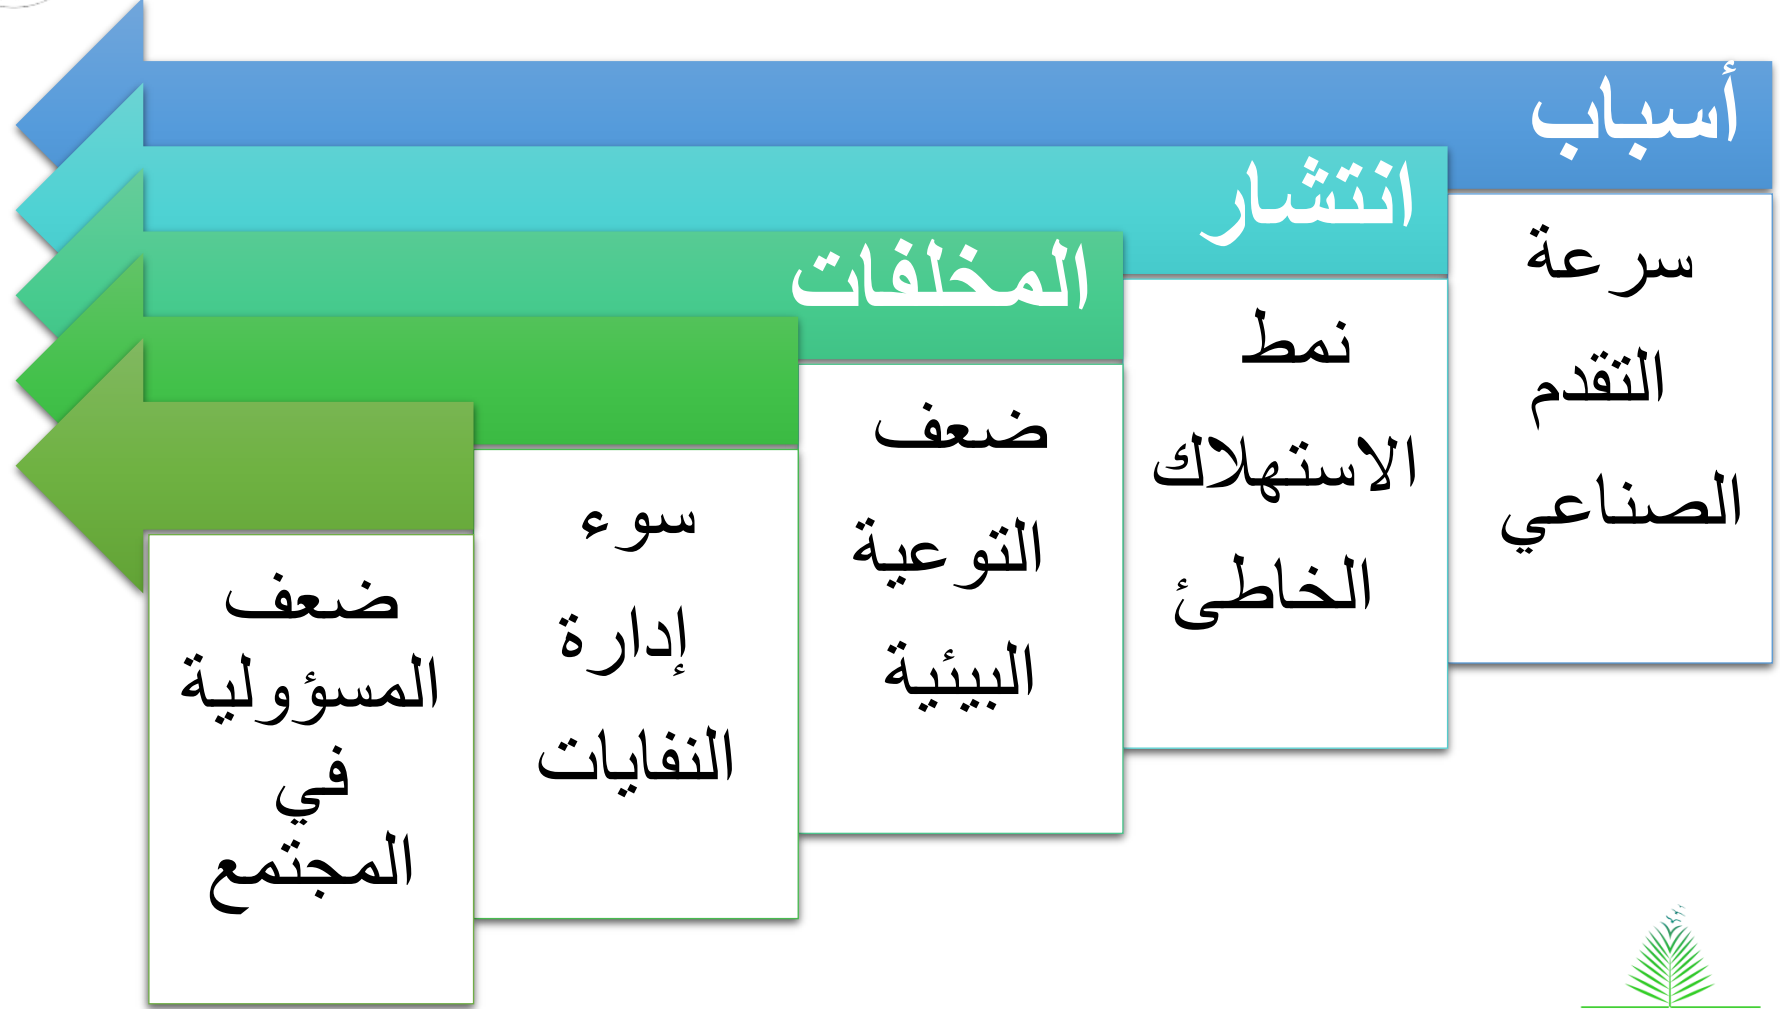 أسباب
انتشار
المخلفات
سرعة
التقدم
الصناعي
نمط
الاستهلاك
الخاطئ
ضعف
التوعية
البيئية
سوء
إدارة
النفايات
ضعف
المسؤولية
في
المجتمع